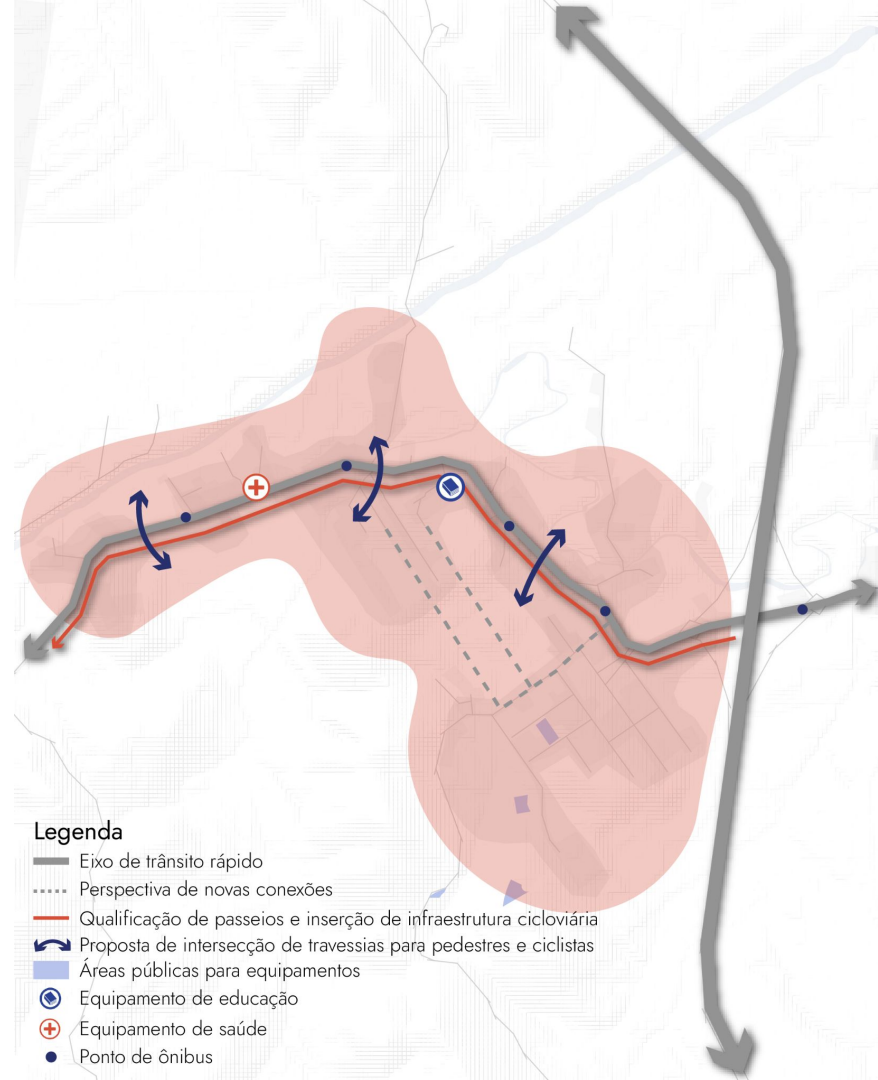 Legenda
Eixo de trânsito rápido
Perspectiva de novas conexões
Qualificação de passeios e inserção de infraestrutura cicloviária
Proposta de intersecção de travessias para pedestres e ciclistas
Áreas públicas para equipamentos
Equipamento de educação
Equipamento de saúde
Ponto de ônibus